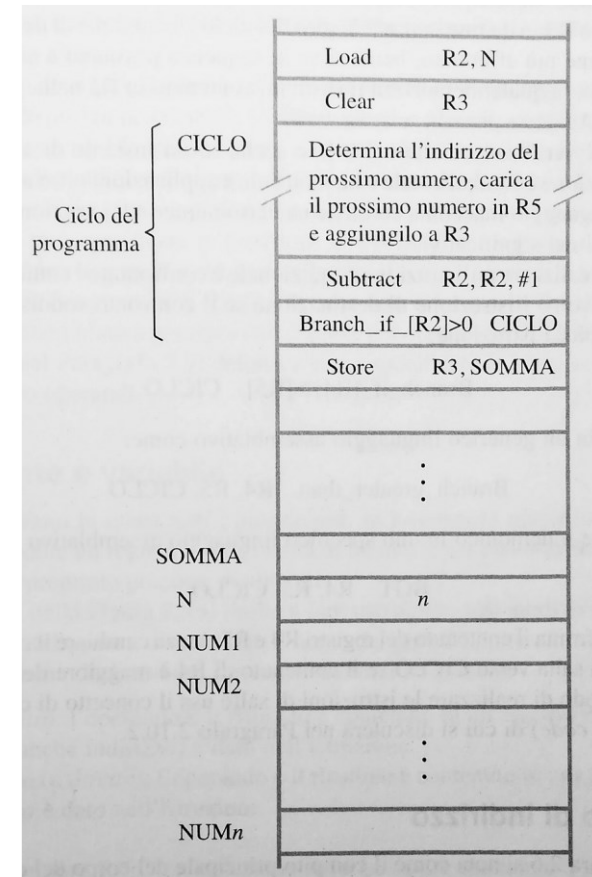 Load R2, N
Clear R3
CICLO
Determina l'indirizzo del
prossimo numero, carica
il prossimo numero in R5
e aggiungilo a R3
Ciclo del
programma
Subtract R2, R2, #1
Branch_if_[R2]>0 CICLO
Store R3, SOMMA
SOMMA
N n
NUM1
NUM2
NUMn